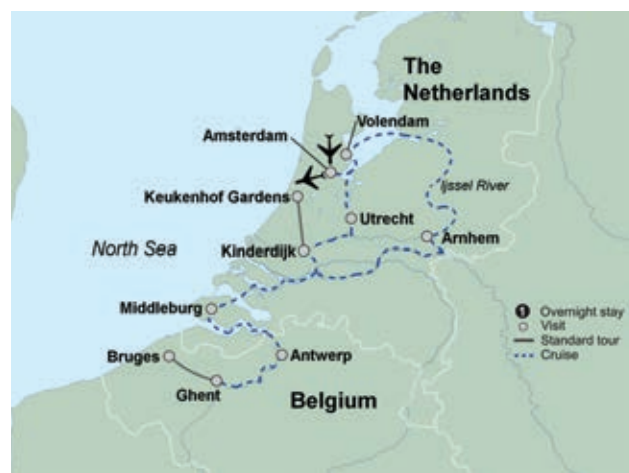 The
Netherlands
Volendam
Amsterdam
Keukenhof Gardens
Ijssel River
Utrecht
Arnhem
North Sea
Kinderdijk
Middleburg
Bruges
Antwerp
Ghent
Belgium
1 Overnight stay
Visit
Standard tour
Cruise